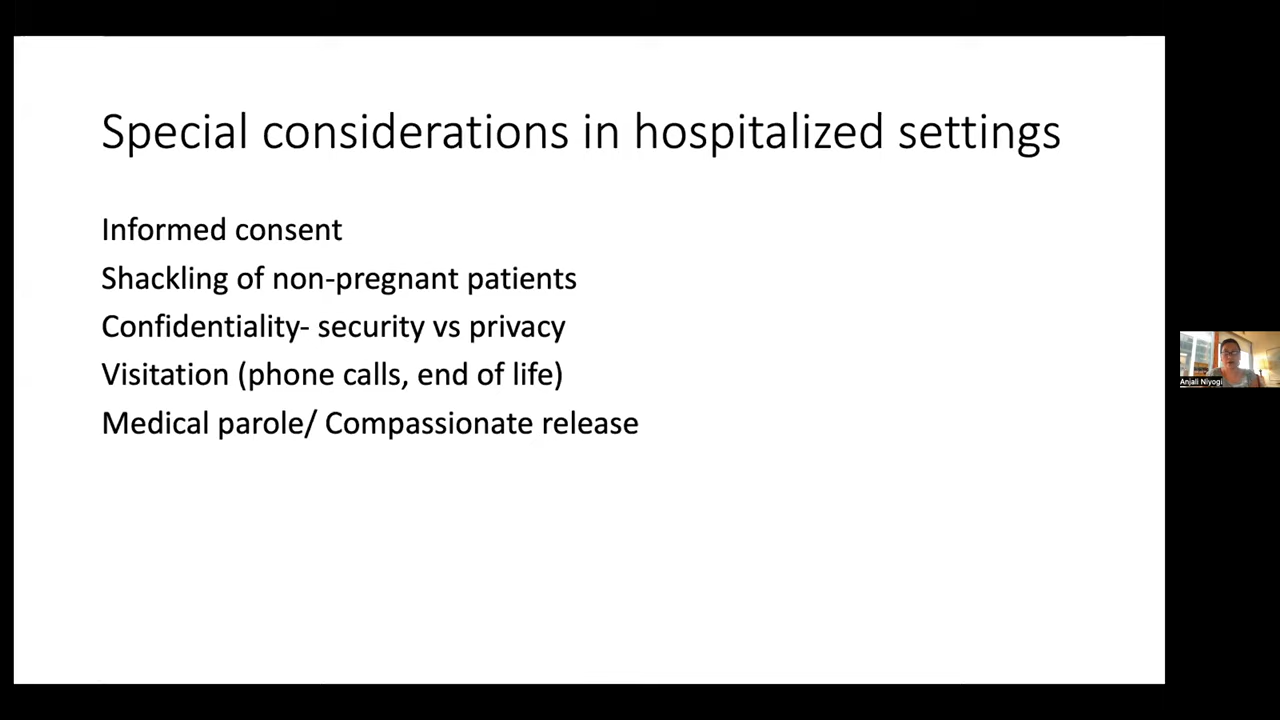 Special considerations in hospitalized settings
Informed consent
Shackling of non-pregnant patients
Confidentiality- security vs privacy
Visitation (phone calls, end of life)
Medical parole/ Compassionate release
Anjali Niyogi